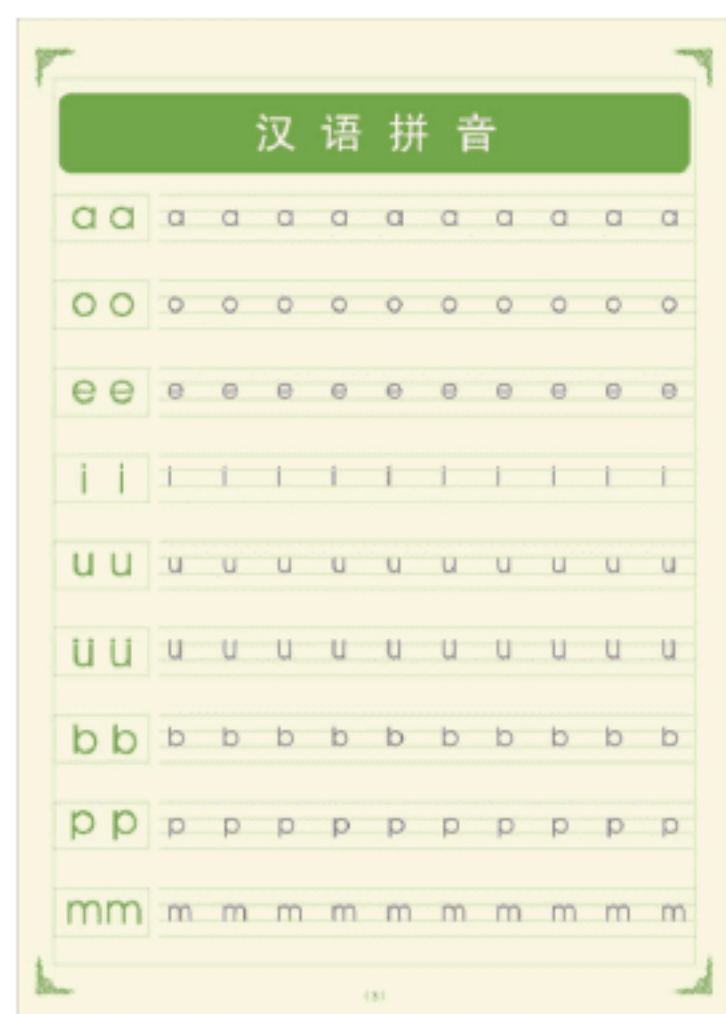 汉语拼音
a a a a a a a a a a a a
o o o o o o o o o o o o
e e e e e e e e e e e e
i i i i i i i i i i i i
u u u u u u u u u u u u
ü ü ü ü ü ü ü ü ü ü ü ü
b b b b b b b b b b b b
p p p p p p p p p p p p
m m m m m m m m m m m m